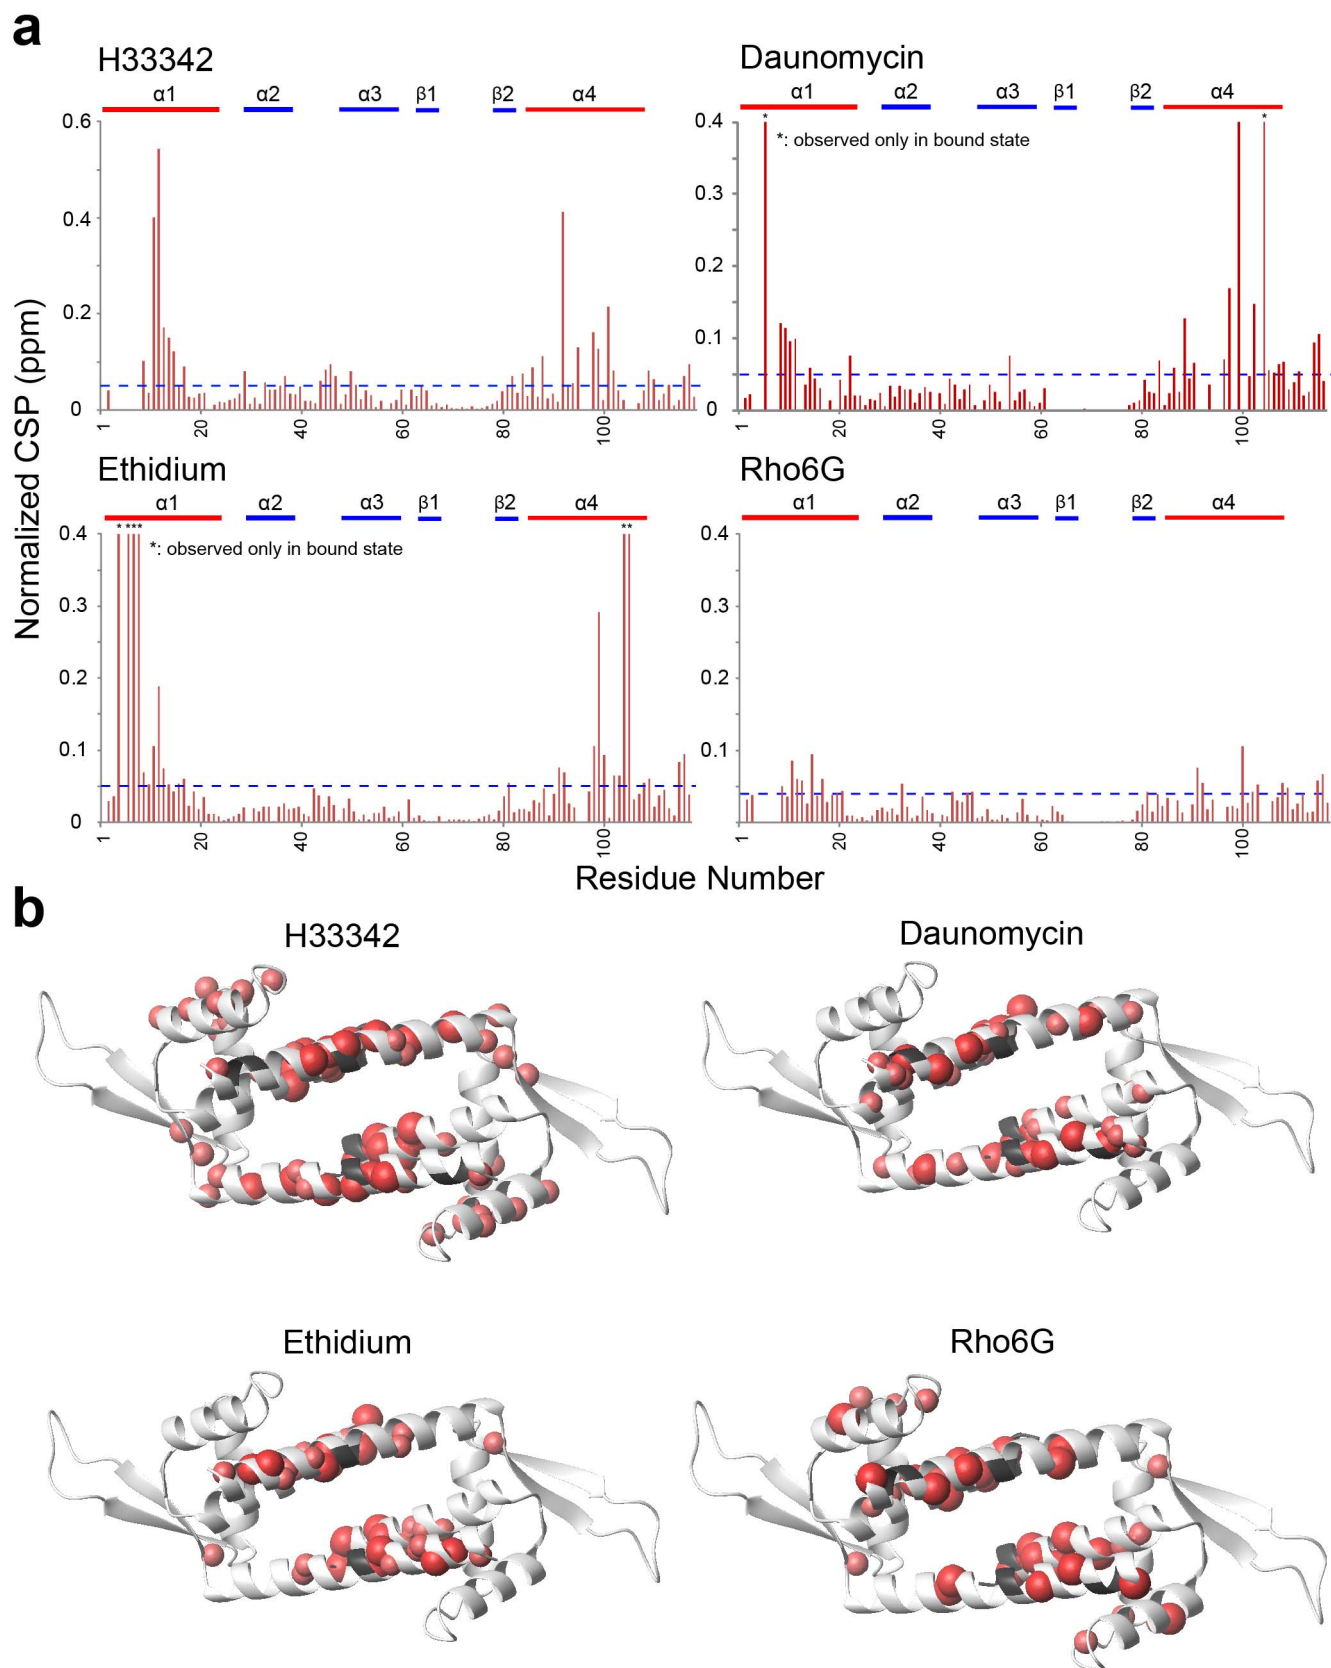 a
H33342
α1 α2 α3 β1 β2 α4
0.6
0.4
0.2
0
1 20 40 60 80 100
Daunomycin
α1 α2 α3 β1 β2 α4
* *
*: observed only in bound state
0.4
0.3
0.2
0.1
0
1 20 40 60 80 100
Normalized CSP (ppm)
Ethidium
α1 α2 α3 β1 β2 α4
* *** **
*: observed only in bound state
0.4
0.3
0.2
0.1
0
1 20 40 60 80 100
Rho6G
α1 α2 α3 β1 β2 α4
0.4
0.3
0.2
0.1
0
1 20 40 60 80 100
Residue Number
b
H33342
Daunomycin
Ethidium
Rho6G